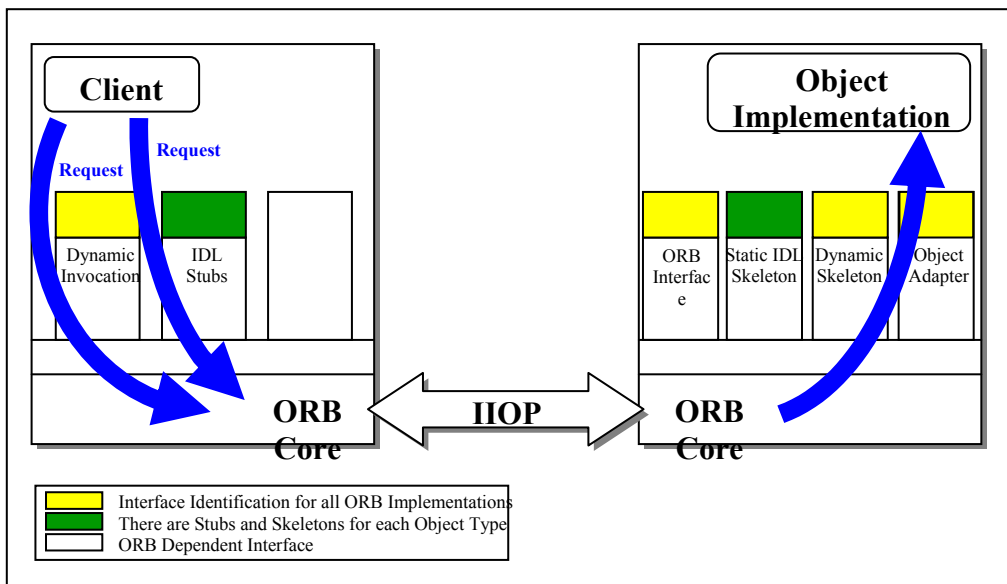 Client
Request
Request
Dynamic
Invocation
IDL
Stubs
ORB
Core
IIOP
Object
Implementation
ORB
Interfac
e
Static IDL
Skeleton
Dynamic
Skeleton
Object
Adapter
ORB
Core
Interface Identification for all ORB Implementations
There are Stubs and Skeletons for each Object Type
ORB Dependent Interface